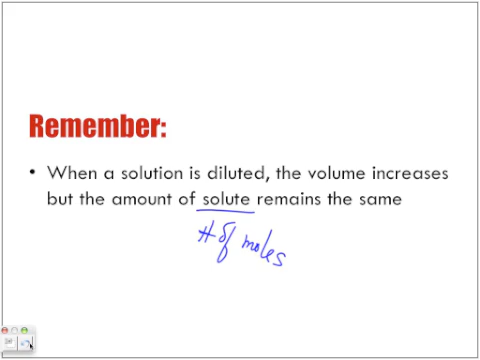 Remember:
• When a solution is diluted, the volume increases
but the amount of solute remains the same
# of moles